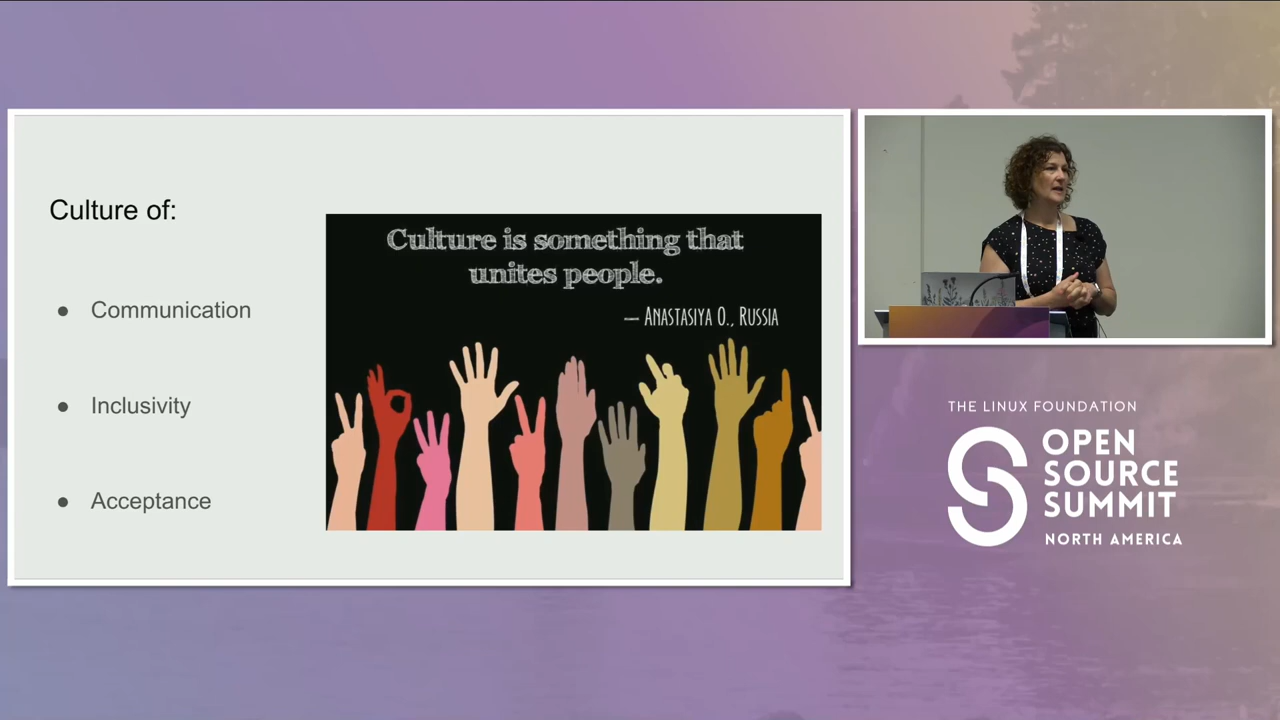 Culture of:
● Communication
● Inclusivity
● Acceptance
Culture is something that
unites people.
— ANASTASIYA O., RUSSIA
THE LINUX FOUNDATION
OPEN
SOURCE
SUMMIT
NORTH AMERICA